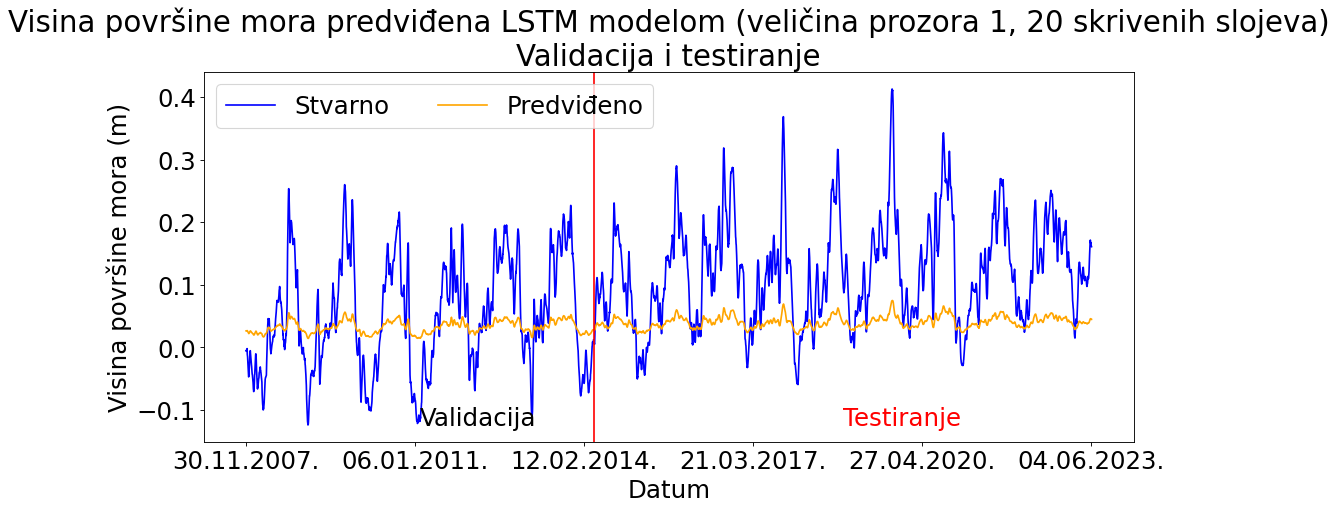 Visina površine mora predviđena LSTM modelom (veličina prozora 1, 20 skrivenih slojeva)
Validacija i testiranje
Stvarno Predviđeno
Visina površine mora (m)
0.4
0.3
0.2
0.1
0.0
−0.1
Validacija Testiranje
30.11.2007. 06.01.2011. 12.02.2014. 21.03.2017. 27.04.2020. 04.06.2023.
Datum